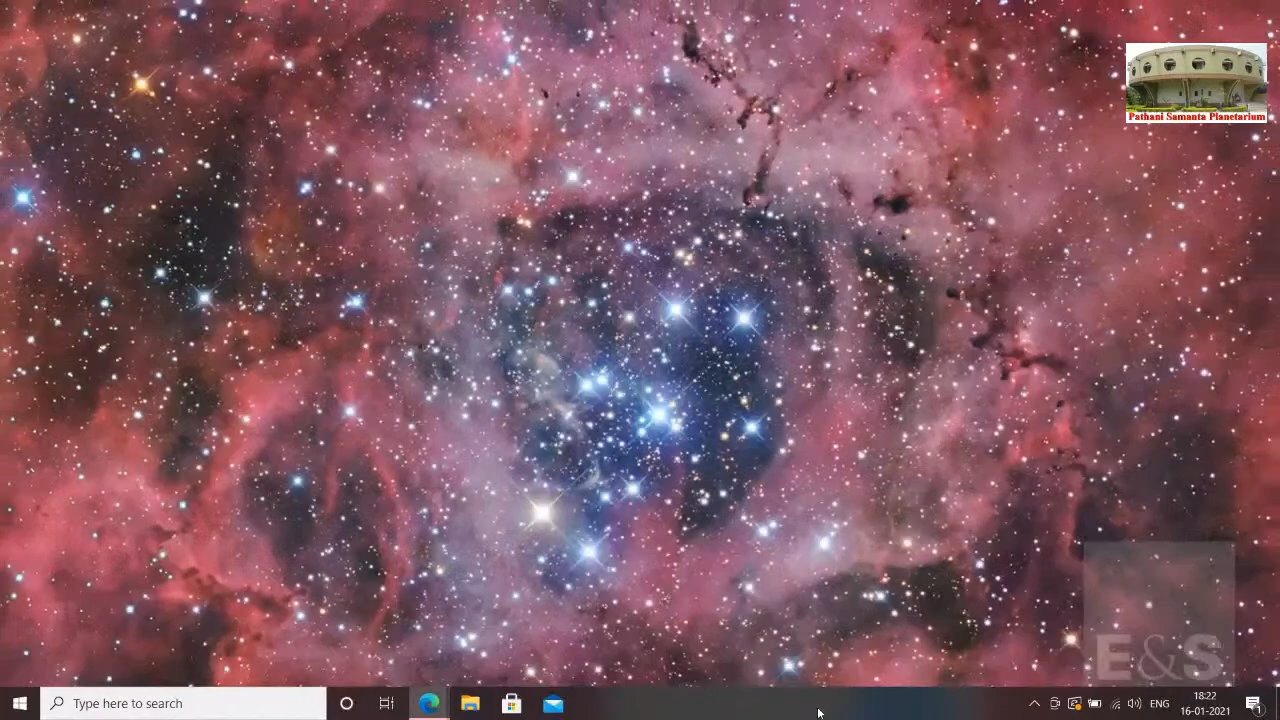 Pathani Samanta Planetarium
E&S
Type here to search
ENG
18:22
16-01-2021
1